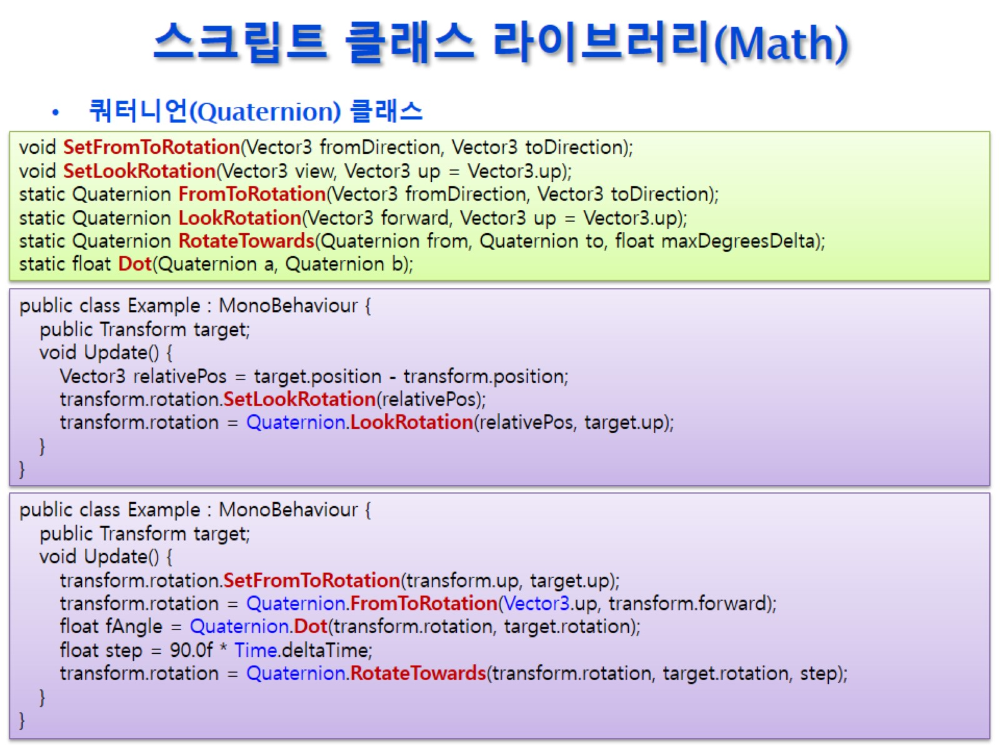 스크립트 클래스 라이브러리(Math)
• 쿼터니언(Quaternion) 클래스
void SetFromToRotation(Vector3 fromDirection, Vector3 toDirection);
void SetLookRotation(Vector3 view, Vector3 up = Vector3.up);
static Quaternion FromToRotation(Vector3 fromDirection, Vector3 toDirection);
static Quaternion LookRotation(Vector3 forward, Vector3 up = Vector3.up);
static Quaternion RotateTowards(Quaternion from, Quaternion to, float maxDegreesDelta);
static float Dot(Quaternion a, Quaternion b);
public class Example : MonoBehaviour {
public Transform target;
void Update() {
Vector3 relativePos = target.position - transform.position;
transform.rotation.SetLookRotation(relativePos);
transform.rotation = Quaternion.LookRotation(relativePos, target.up);
}
}
public class Example : MonoBehaviour {
public Transform target;
void Update() {
transform.rotation.SetFromToRotation(transform.up, target.up);
transform.rotation = Quaternion.FromToRotation(Vector3.up, transform.forward);
float fAngle = Quaternion.Dot(transform.rotation, target.rotation);
float step = 90.0f * Time.deltaTime;
transform.rotation = Quaternion.RotateTowards(transform.rotation, target.rotation, step);
}
}